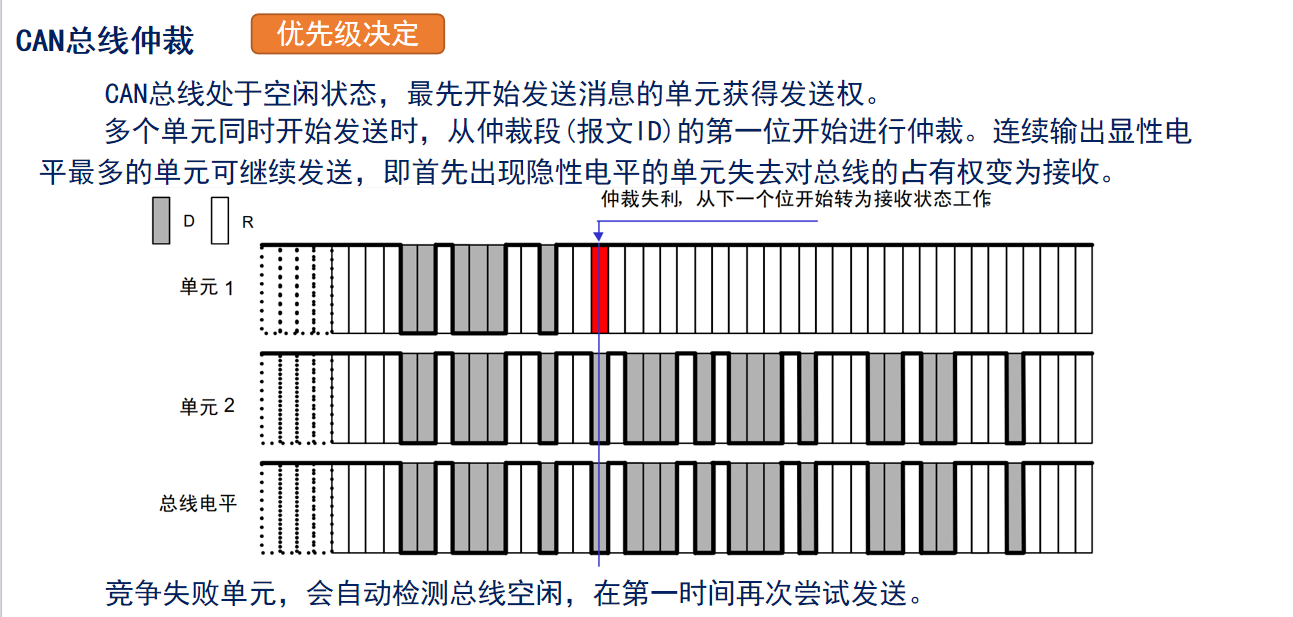 CAN总线仲裁
优先级决定
CAN总线处于空闲状态，最先开始发送消息的单元获得发送权。
多个单元同时开始发送时，从仲裁段(报文ID)的第一位开始进行仲裁。连续输出显性电
平最多的单元可继续发送，即首先出现隐性电平的单元失去对总线的占有权变为接收。
仲裁失利，从下一个位开始转为接收状态工作
D
R
单元 1
单元 2
总线电平
竞争失败单元，会自动检测总线空闲，在第一时间再次尝试发送。